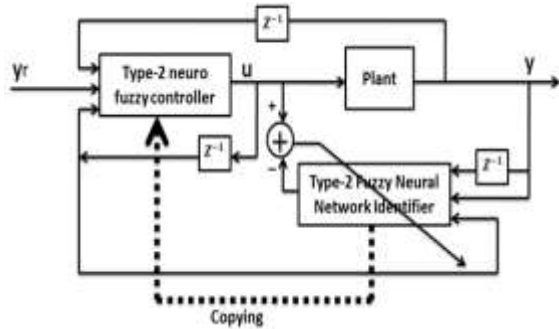 Z⁻¹
Type-2 neuro
fuzzy controller
yr
u
Plant
y
+
+
−
Z⁻¹
Z⁻¹
Type-2 Fuzzy Neural
Network Identifier
Copying